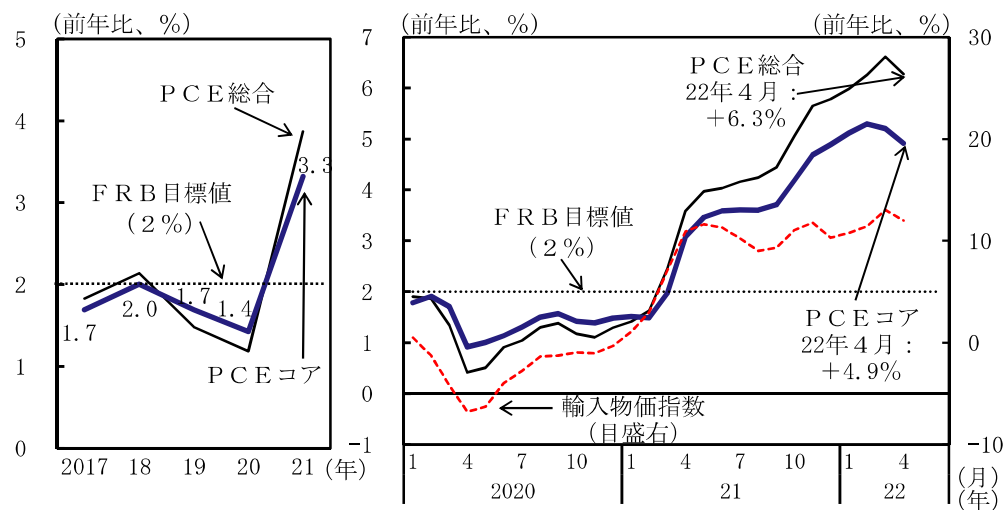 (前年比、%)
5
4
3
2
1
0
PCE総合
3.3
FRB目標値
(2%)
1.7
2.0
1.7
1.4
PCEコア
2017
18
19
20
21
(年)
(前年比、%)
(前年比、%)
7
6
5
4
3
2
1
0
-1
30
20
10
0
-10
PCE総合
22年4月:
+6.3%
FRB目標値
(2%)
PCEコア
22年4月:
+4.9%
輸入物価指数
(目盛右)
1
4
7
10
1
4
7
10
1
4
(月)
2020
21
22
(年)